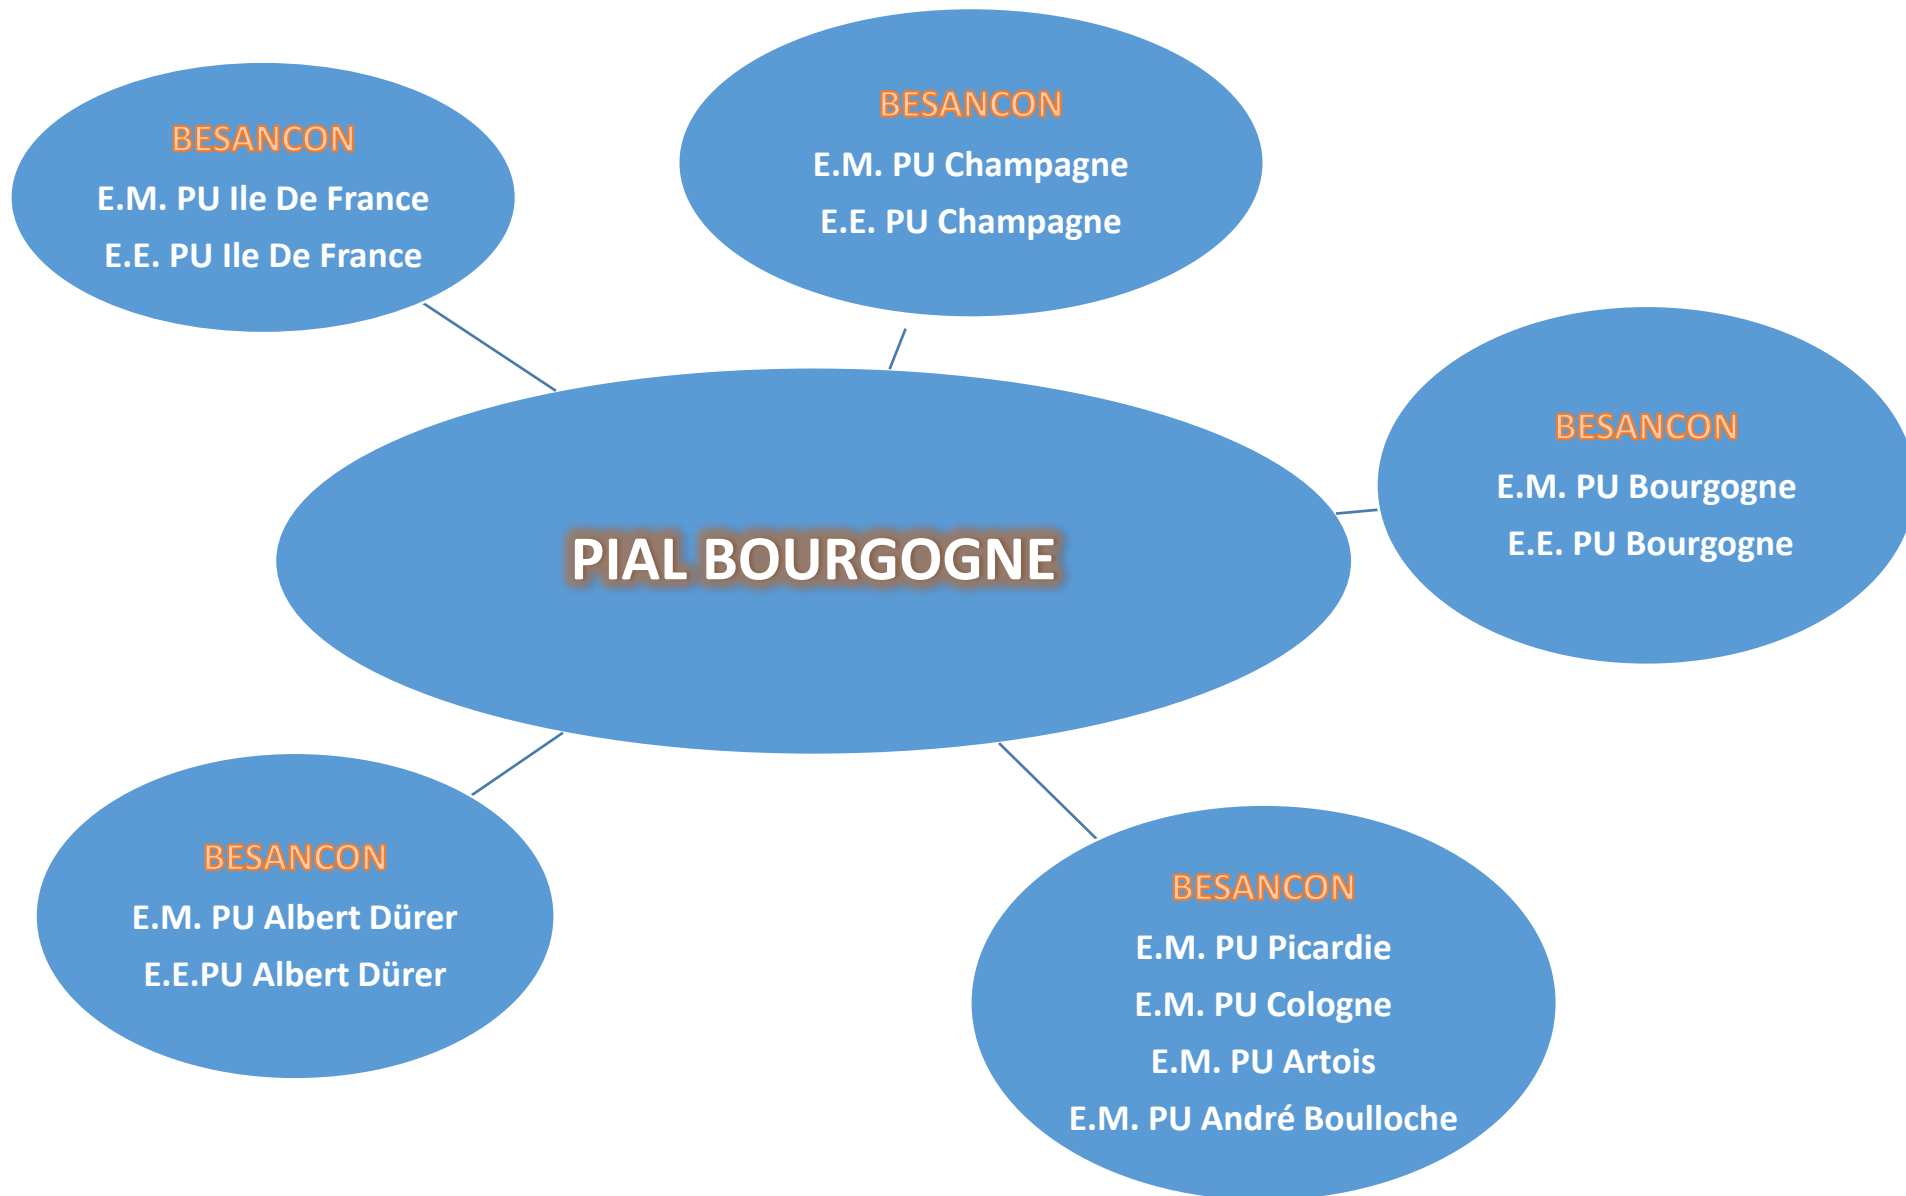 BESANCON
E.M. PU Ile De France
E.E. PU Ile De France
BESANCON
E.M. PU Champagne
E.E. PU Champagne
BESANCON
E.M. PU Bourgogne
E.E. PU Bourgogne
PIAL BOURGOGNE
BESANCON
E.M. PU Albert Dürer
E.E.PU Albert Dürer
BESANCON
E.M. PU Picardie
E.M. PU Cologne
E.M. PU Artois
E.M. PU André Boulloche